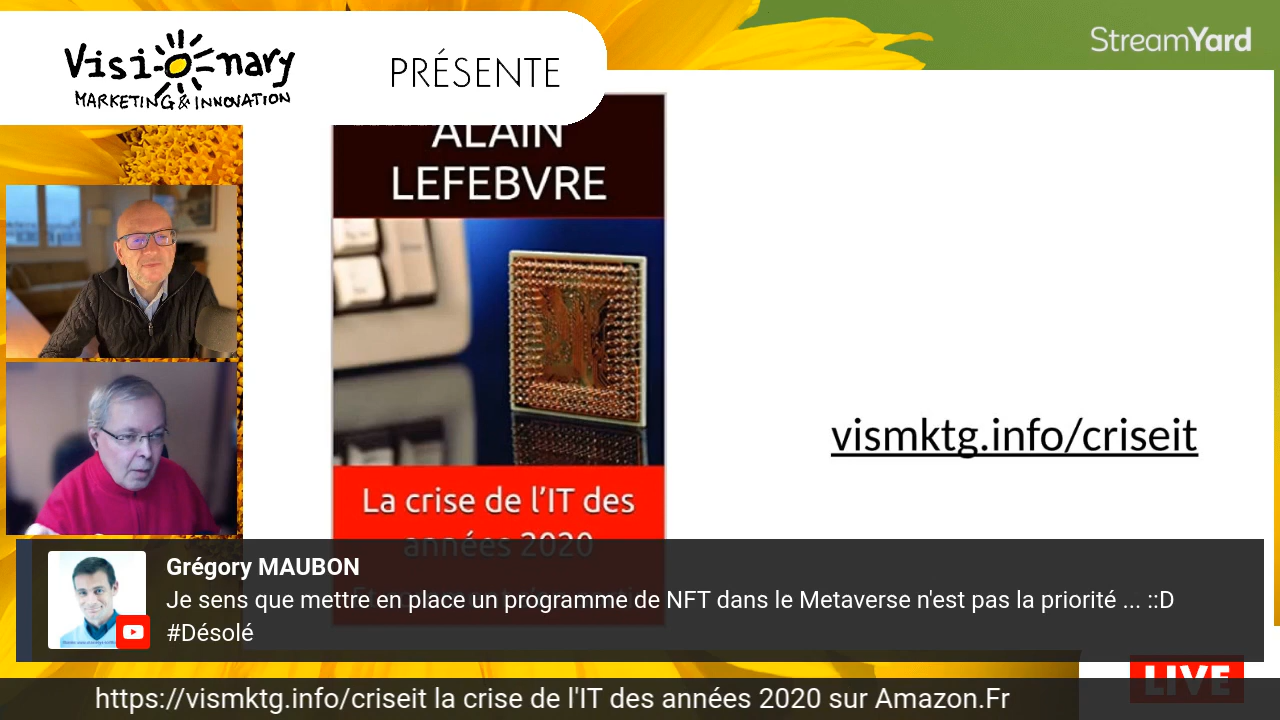 Visionary
MARKETING & INNOVATION
PRÉSENTE
StreamYard
ALAIN
LEFEBVRE
La crise de l'IT des
années 2020
vismktg.info/criseit
Grégory MAUBON
Je sens que mettre en place un programme de NFT dans le Metaverse n'est pas la priorité ... ::D
#Désolé
LIVE
https://vismktg.info/criseit la crise de l'IT des années 2020 sur Amazon.Fr